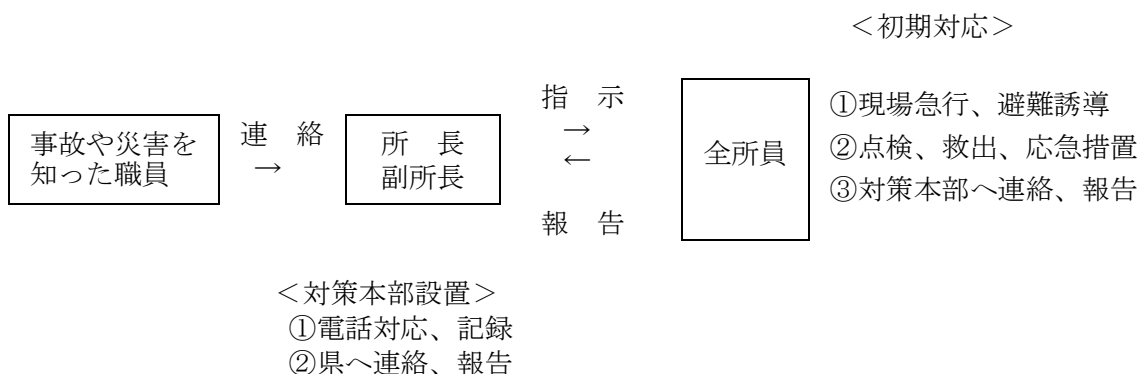 ＜初期対応＞
事故や災害を
知った職員
連　絡
→
所　長
副所長
指　示
→
←
報　告
全所員
①現場急行、避難誘導
②点検、救出、応急措置
③対策本部へ連絡、報告
＜対策本部設置＞
①電話対応、記録
②県へ連絡、報告